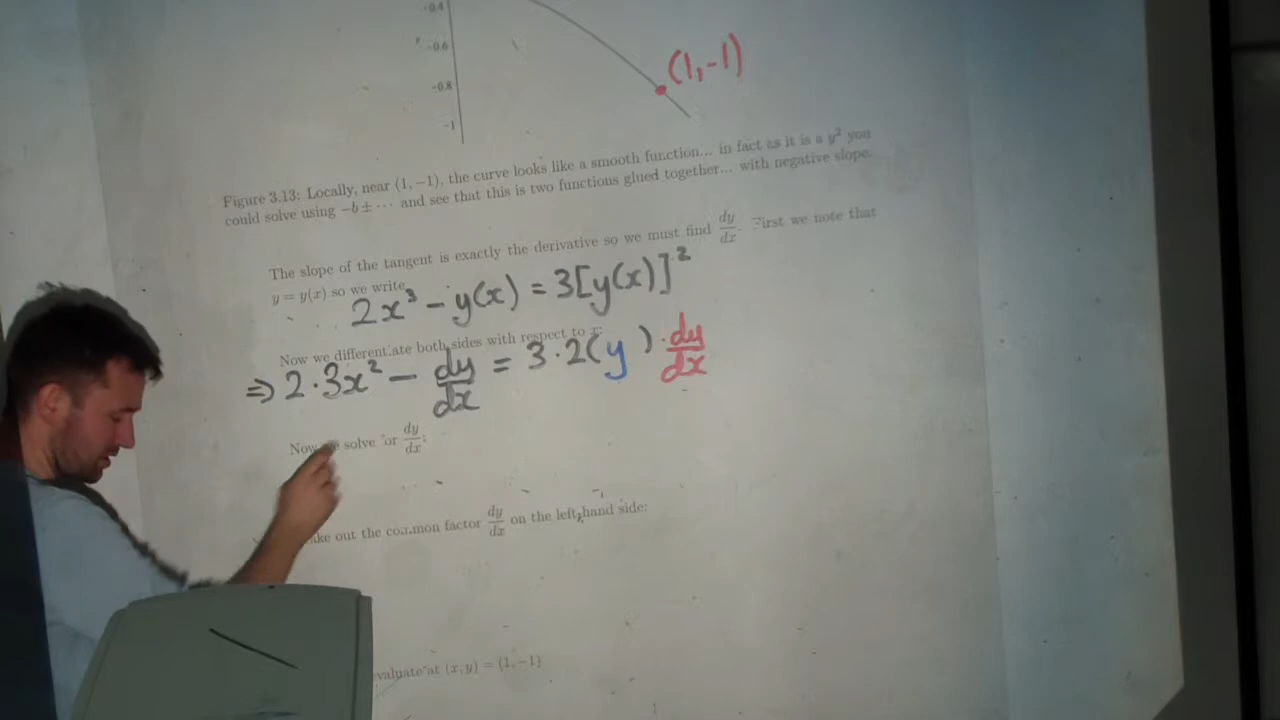 -0.4
-0.6
-0.8
-1
(1,-1)
Figure 3.13: Locally, near (1, −1), the curve looks like a smooth function... in fact as it is a y² you
could solve using −b ± ··· and see that this is two functions glued together... with negative slope.
The slope of the tangent is exactly the derivative so we must find dy/dx. First we note that
y = y(x) so we write
2x³ − y(x) = 3[y(x)]²
Now we differentiate both sides with respect to x:
⇒ 2·3x² − dy/dx = 3·2(y)·dy/dx
Now we solve for dy/dx:
out the common factor dy/dx on the left hand side:
at (x, y) = (1, −1)